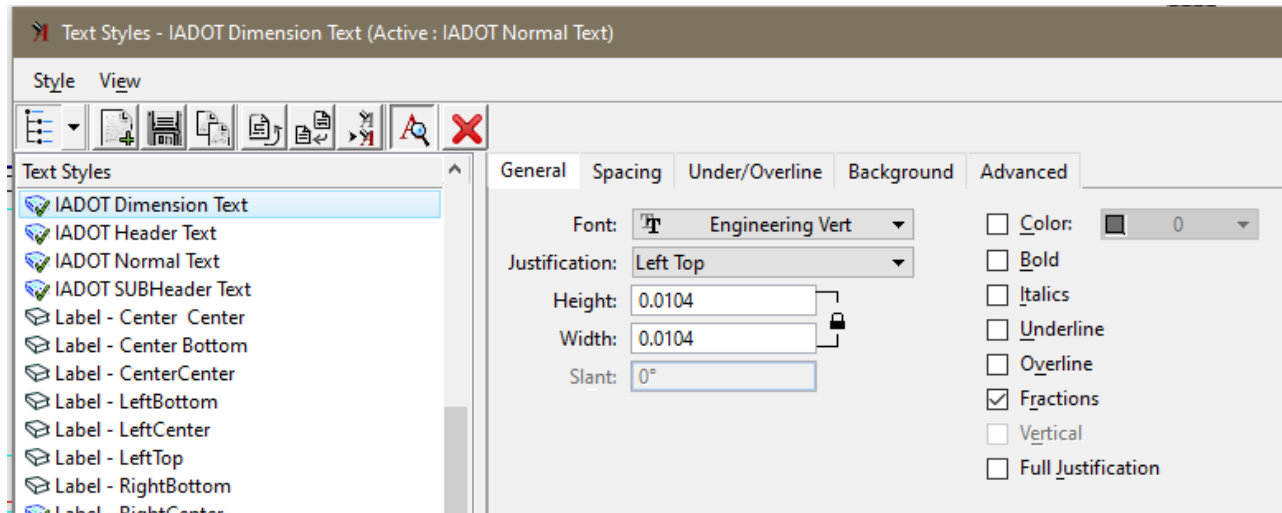 Text Styles - IADOT Dimension Text (Active : IADOT Normal Text)
Style View
Text Styles
General Spacing Under/Overline Background Advanced
IADOT Dimension Text
IADOT Header Text
IADOT Normal Text
IADOT SUBHeader Text
Label - Center  Center
Label - Center Bottom
Label - CenterCenter
Label - LeftBottom
Label - LeftCenter
Label - LeftTop
Label - RightBottom
Label - RightCenter
Font: Engineering Vert
Justification: Left Top
Height: 0.0104
Width: 0.0104
Slant: 0°
Color: 0
Bold
Italics
Underline
Overline
Fractions
Vertical
Full Justification